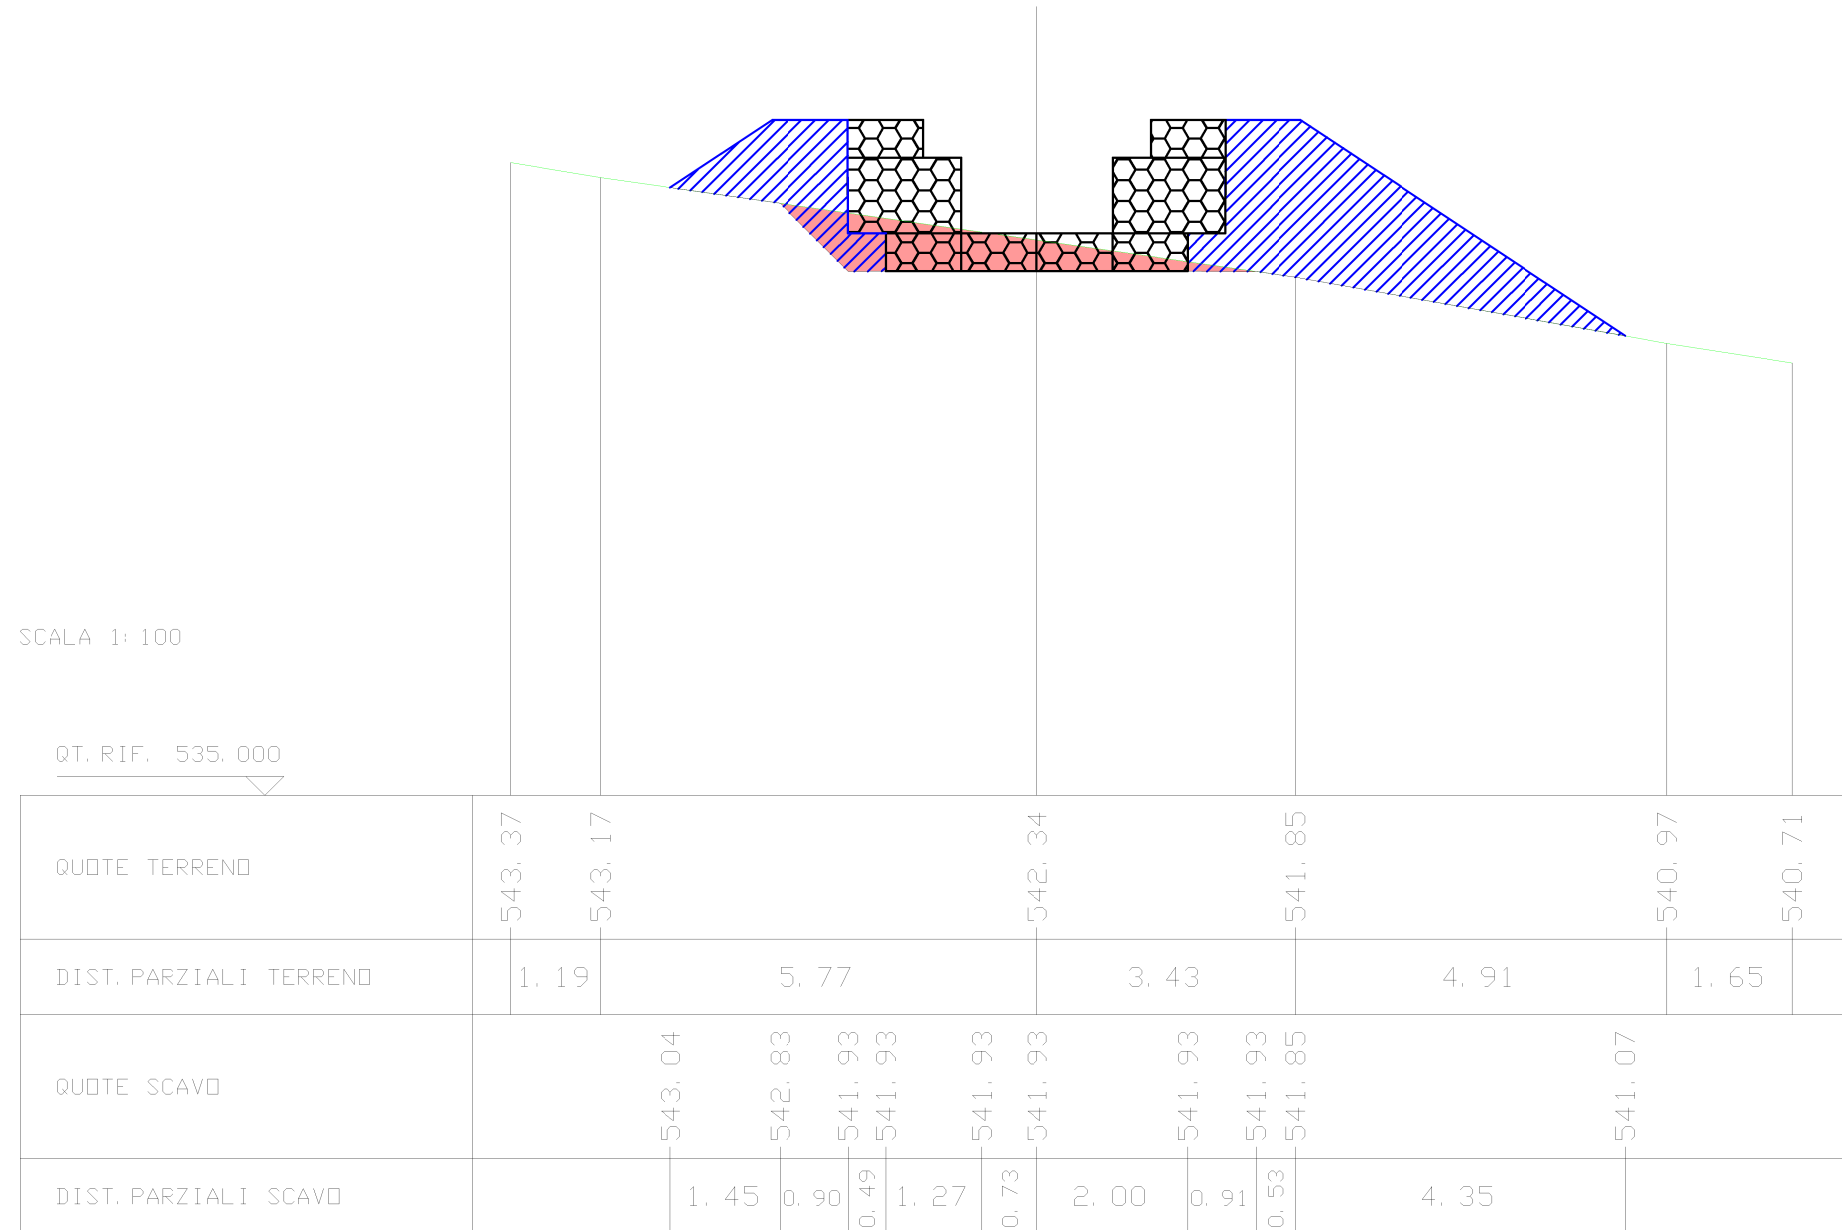 SCALA 1:100
QT.RIF. 535.000
QUOTE TERRENO 543.37 543.17 542.34 541.85 540.97 540.71
DIST.PARZIALI TERRENO 1.19 5.77 3.43 4.91 1.65
QUOTE SCAVO 543.04 542.83 541.93 541.93 541.93 541.93 541.93 541.93 541.85 541.07
DIST.PARZIALI SCAVO 1.45 0.90 0.49 1.27 0.73 2.00 0.91 0.53 4.35